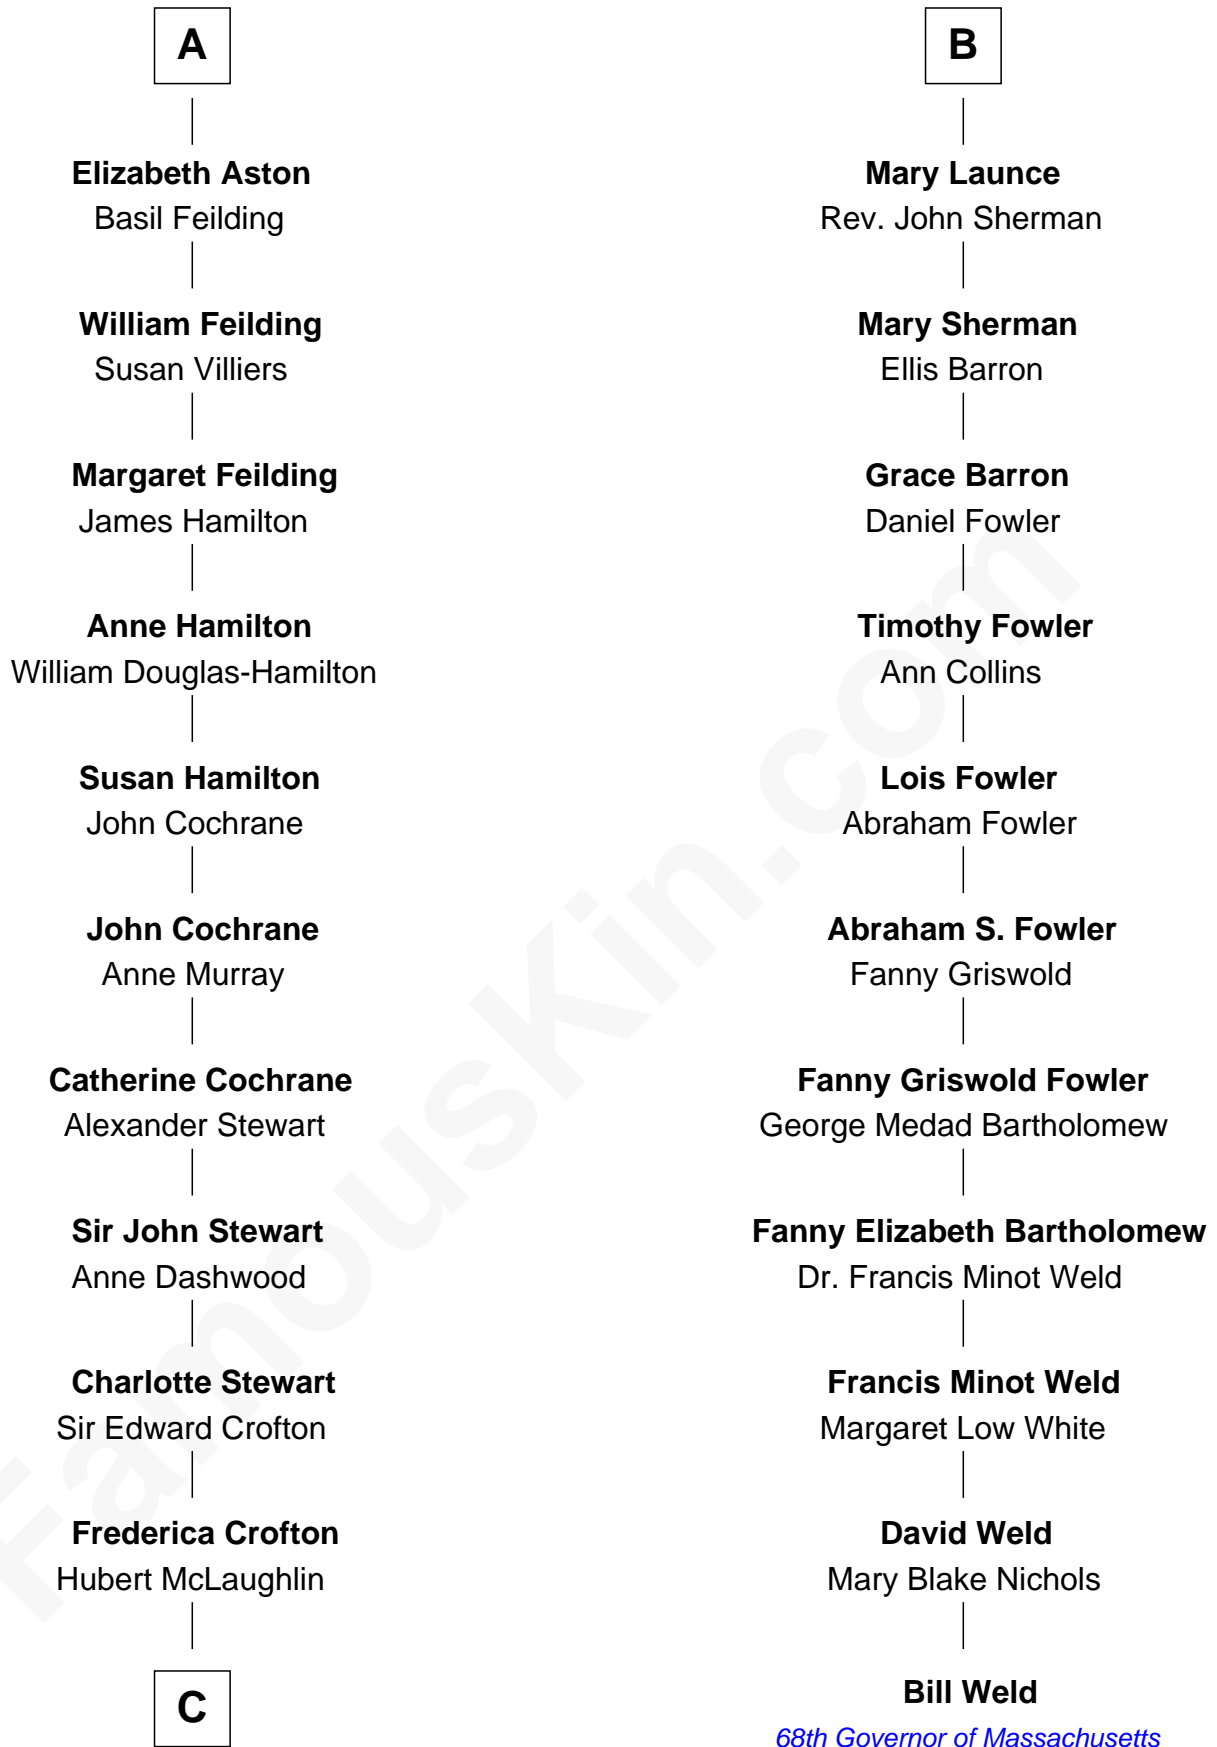 A
Elizabeth Aston
Basil Feilding
William Feilding
Susan Villiers
Margaret Feilding
James Hamilton
Anne Hamilton
William Douglas-Hamilton
Susan Hamilton
John Cochrane
John Cochrane
Anne Murray
Catherine Cochrane
Alexander Stewart
Sir John Stewart
Anne Dashwood
Charlotte Stewart
Sir Edward Crofton
Frederica Crofton
Hubert McLaughlin
C
B
Mary Launce
Rev. John Sherman
Mary Sherman
Ellis Barron
Grace Barron
Daniel Fowler
Timothy Fowler
Ann Collins
Lois Fowler
Abraham Fowler
Abraham S. Fowler
Fanny Griswold
Fanny Griswold Fowler
George Medad Bartholomew
Fanny Elizabeth Bartholomew
Dr. Francis Minot Weld
Francis Minot Weld
Margaret Low White
David Weld
Mary Blake Nichols
Bill Weld
68th Governor of Massachusetts
FamousKin.com